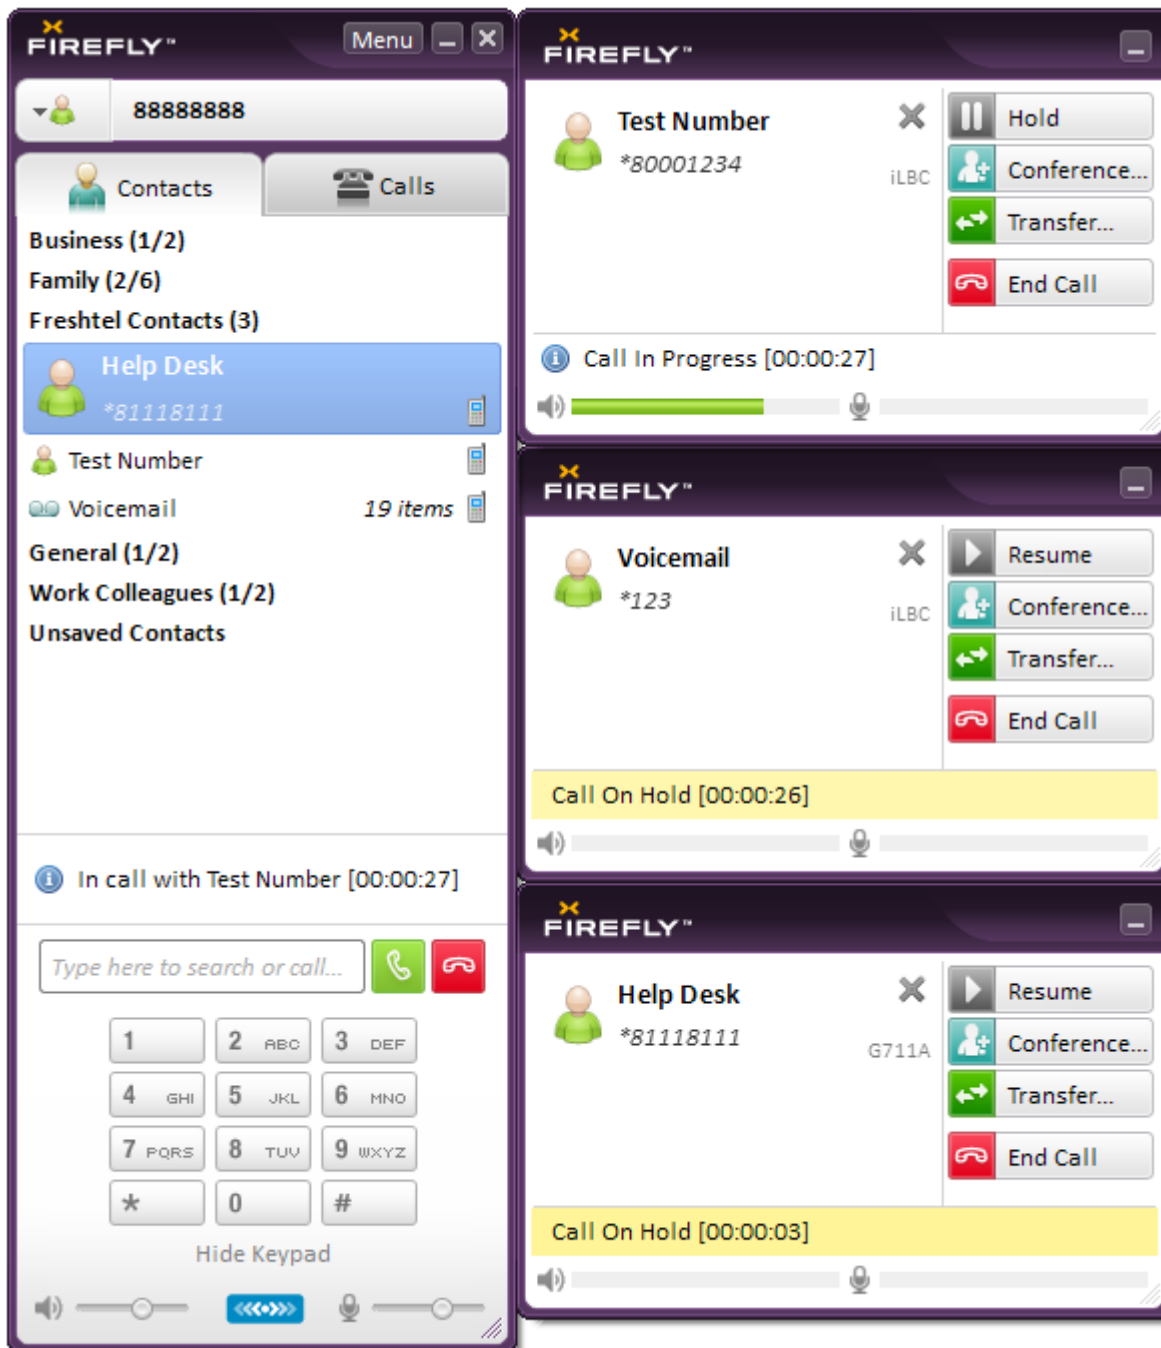 FIREFLY™ Menu
88888888
Contacts Calls
Business (1/2)
Family (2/6)
Freshtel Contacts (3)
Help Desk
*81118111
Test Number
Voicemail 19 items
General (1/2)
Work Colleagues (1/2)
Unsaved Contacts
In call with Test Number [00:00:27]
Type here to search or call...
1 2 ABC 3 DEF
4 GHI 5 JKL 6 MNO
7 PQRS 8 TUV 9 WXYZ
* 0 #
Hide Keypad
FIREFLY™
Test Number
*80001234
iLBC
Hold
Conference...
Transfer...
End Call
Call In Progress [00:00:27]
FIREFLY™
Voicemail
*123
iLBC
Resume
Conference...
Transfer...
End Call
Call On Hold [00:00:26]
FIREFLY™
Help Desk
*81118111
G711A
Resume
Conference...
Transfer...
End Call
Call On Hold [00:00:03]